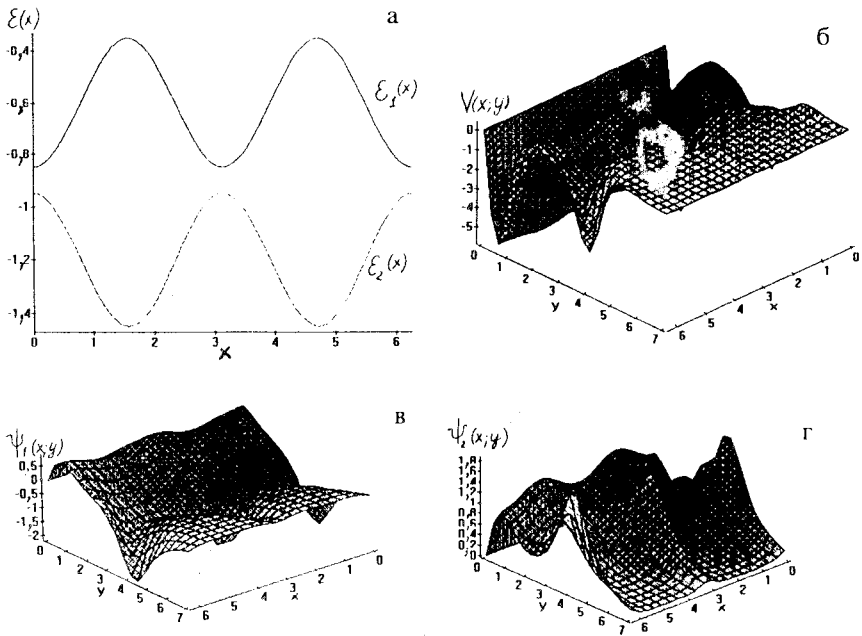 ℰ(x)
а
-0,4
-0,6
-0,8
-1
-1,2
-1,4
ℰ₁(x)
ℰ₂(x)
0 1 2 3 4 5 6
x
б
V(x;y)
0
-1
-2
-3
-4
-5
0 1 2 3 4 5 6 7
y
6 5 4 3 2 1 0
x
в
ψ₁(x;y)
0,5
0
-0,5
-1
-1,5
-2
0 1 2 3 4 5 6 7
y
6 5 4 3 2 1 0
x
г
ψ₂(x;y)
1,8
1,6
1,4
1,2
1
0,8
0,6
0,4
0,2
0
0 1 2 3 4 5 6 7
y
6 5 4 3 2 1 0
x